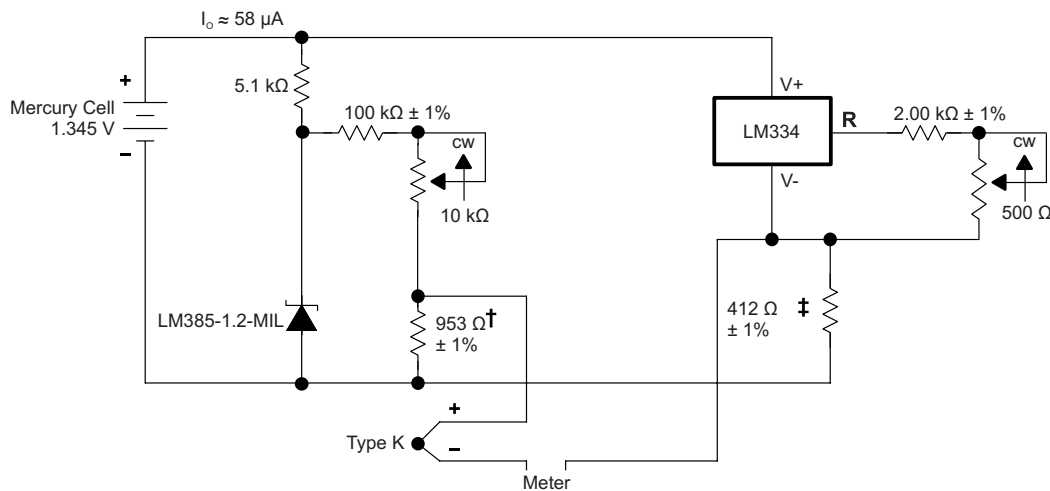 Iₒ ≈ 58 µA
5.1 kΩ
+
Mercury Cell
1.345 V
−
100 kΩ ± 1%
cw
10 kΩ
V+
LM334
R
V-
2.00 kΩ ± 1%
cw
500 Ω
LM385-1.2-MIL
953 Ω†
± 1%
412 Ω
± 1%
‡
+
Type K
−
Meter